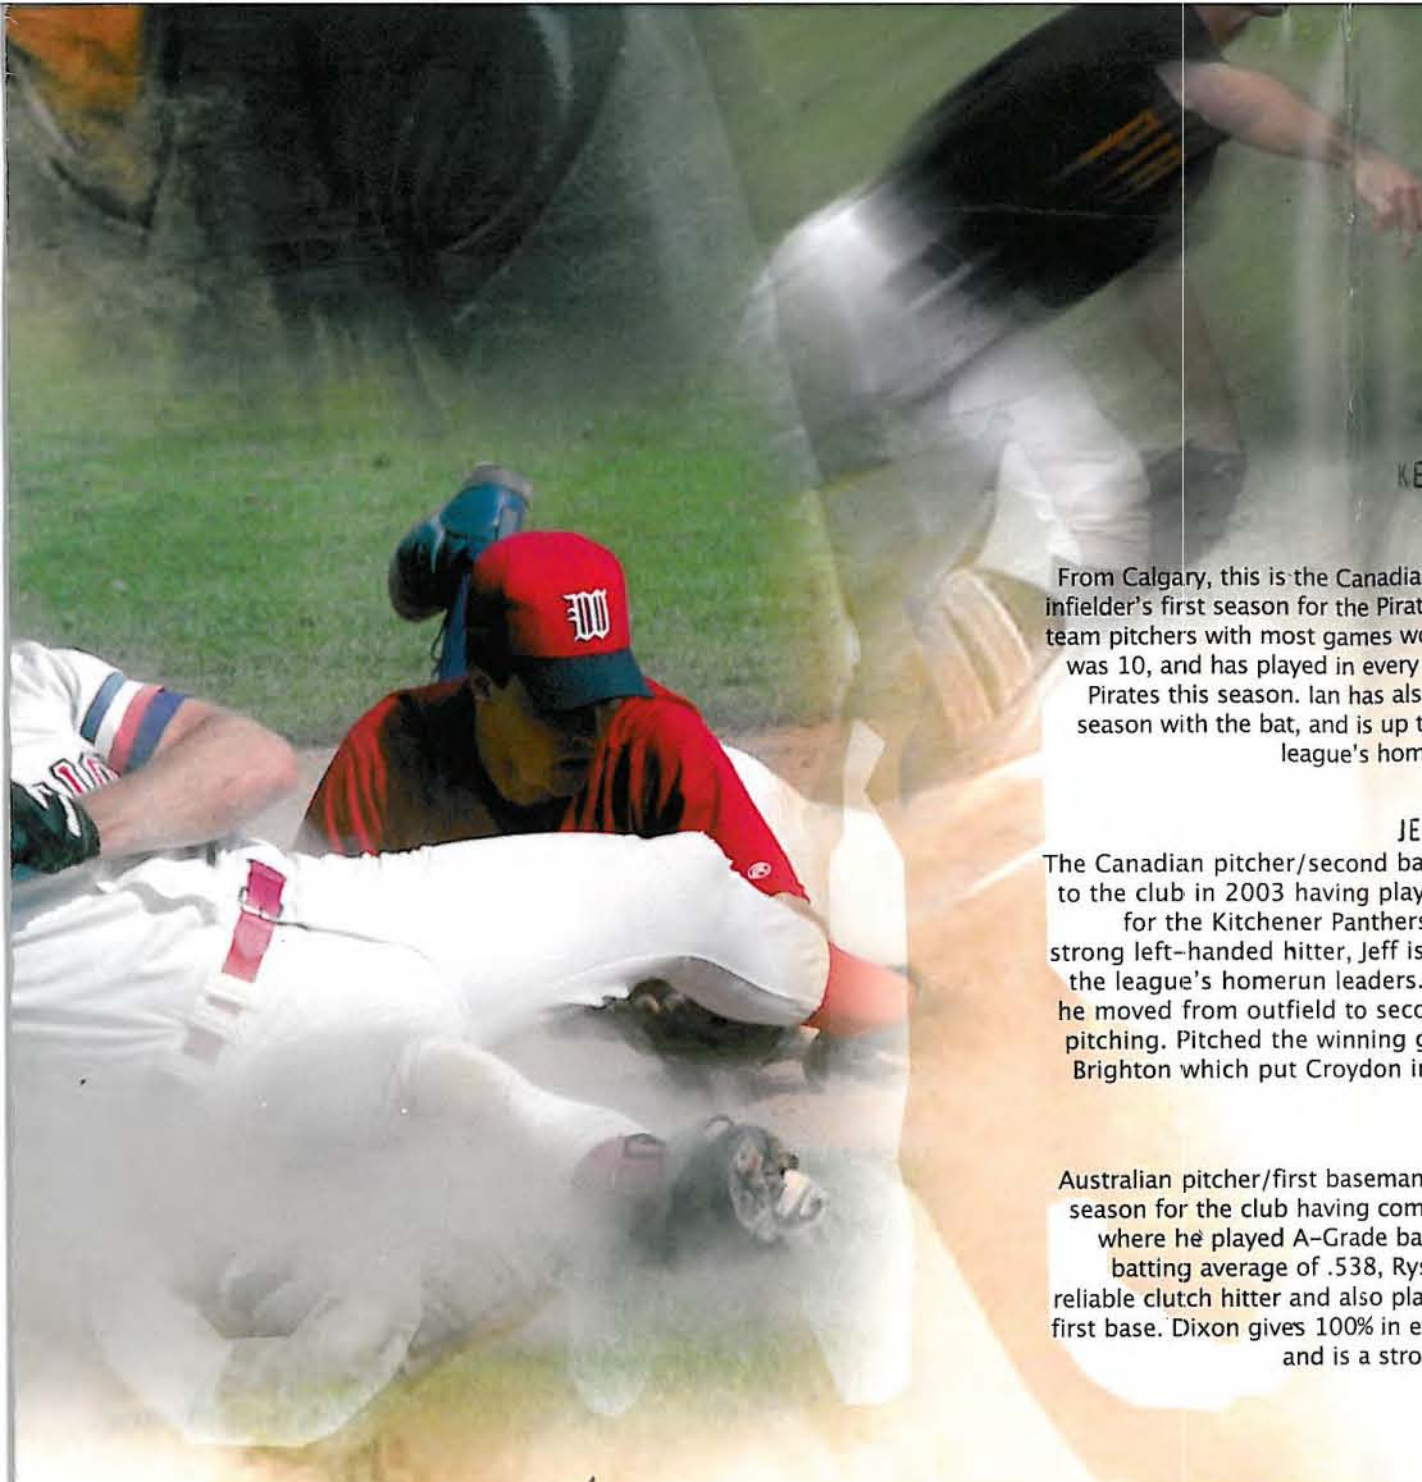 W
KE
From Calgary, this is the Canadia
infielder's first season for the Pirat
team pitchers with most games wo
was 10, and has played in every
Pirates this season. Ian has als
season with the bat, and is up t
league's hom
JE
The Canadian pitcher/second ba
to the club in 2003 having play
for the Kitchener Panthers
strong left-handed hitter, Jeff is
the league's homerun leaders.
he moved from outfield to seco
pitching. Pitched the winning g
Brighton which put Croydon in
Australian pitcher/first baseman
season for the club having com
where he played A-Grade ba
batting average of .538, Rys
reliable clutch hitter and also pla
first base. Dixon gives 100% in e
and is a stro